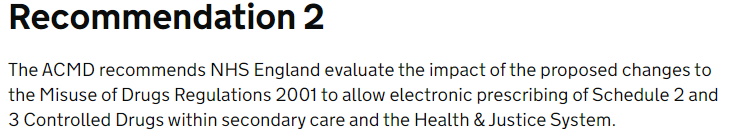 Recommendation 2
The ACMD recommends NHS England evaluate the impact of the proposed changes to
the Misuse of Drugs Regulations 2001 to allow electronic prescribing of Schedule 2 and
3 Controlled Drugs within secondary care and the Health & Justice System.